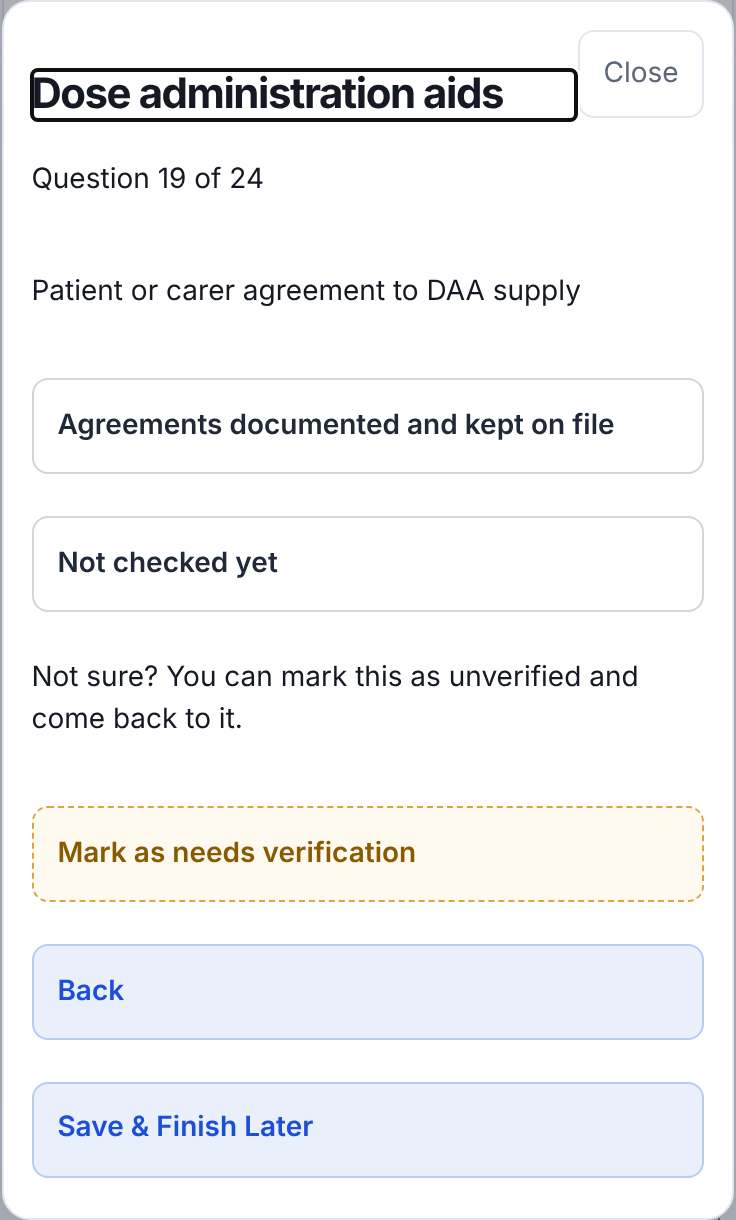 Close
Dose administration aids
Question 19 of 24
Patient or carer agreement to DAA supply
Agreements documented and kept on file
Not checked yet
Not sure? You can mark this as unverified and
come back to it.
Mark as needs verification
Back
Save & Finish Later